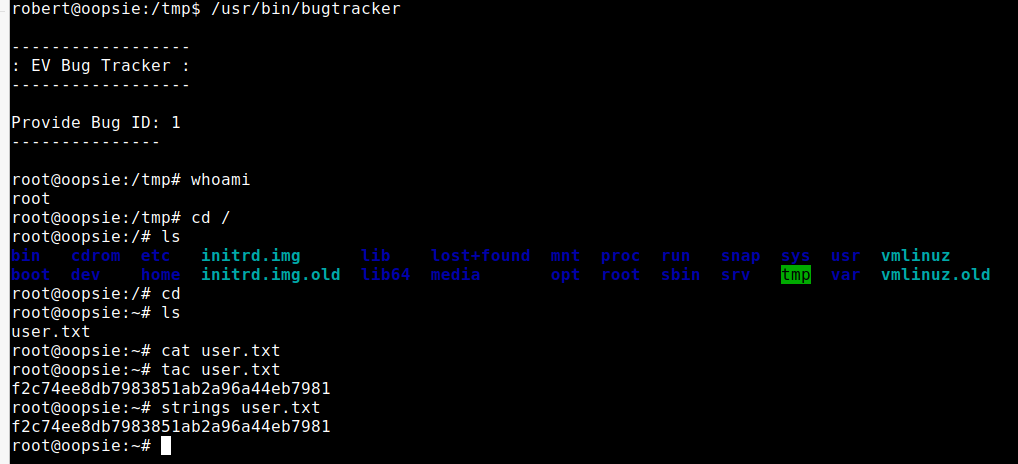 robert@oopsie:/tmp$ /usr/bin/bugtracker
------------------
: EV Bug Tracker :
------------------
Provide Bug ID: 1
---------------
root@oopsie:/tmp# whoami
root
root@oopsie:/tmp# cd /
root@oopsie:/# ls
bin cdrom etc initrd.img lib lost+found mnt proc run snap sys usr vmlinuz
boot dev home initrd.img.old lib64 media opt root sbin srv tmp var vmlinuz.old
root@oopsie:/# cd
root@oopsie:~# ls
user.txt
root@oopsie:~# cat user.txt
root@oopsie:~# tac user.txt
f2c74ee8db7983851ab2a96a44eb7981
root@oopsie:~# strings user.txt
f2c74ee8db7983851ab2a96a44eb7981
root@oopsie:~#